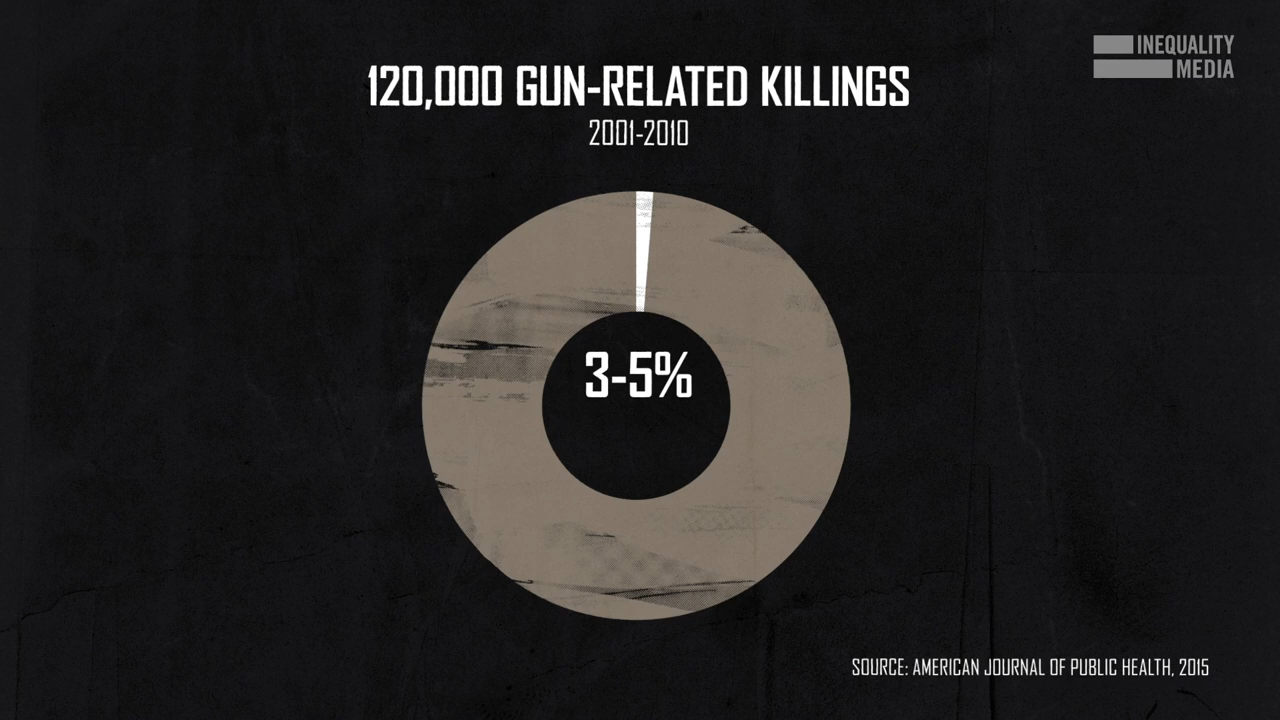 INEQUALITY
MEDIA
120,000 GUN-RELATED KILLINGS
2001-2010
3-5%
SOURCE: AMERICAN JOURNAL OF PUBLIC HEALTH, 2015